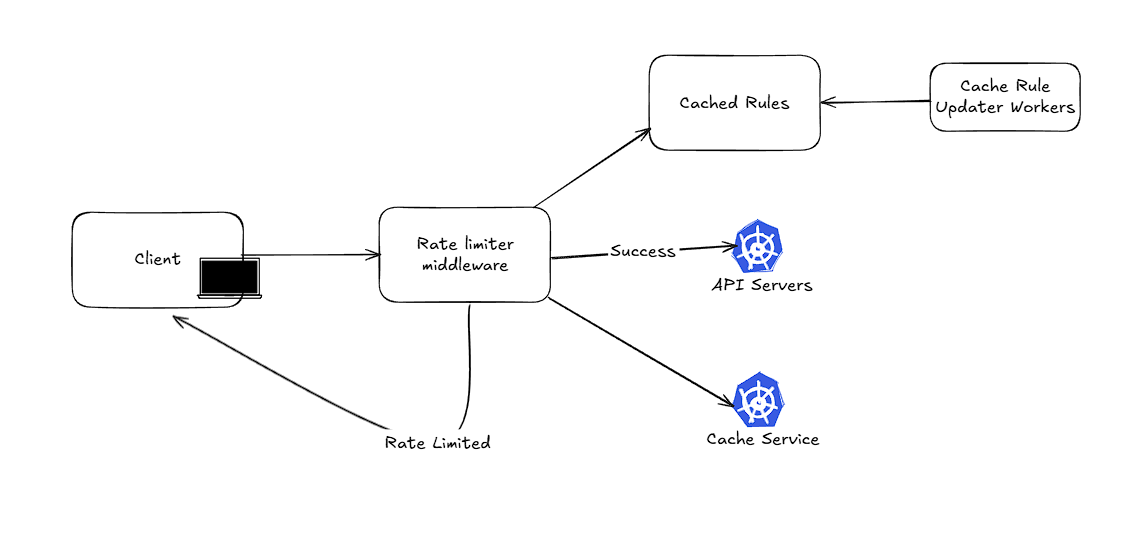 Cached Rules
Cache Rule
Updater Workers
Client
Rate limiter
middleware
Success
API Servers
Rate Limited
Cache Service